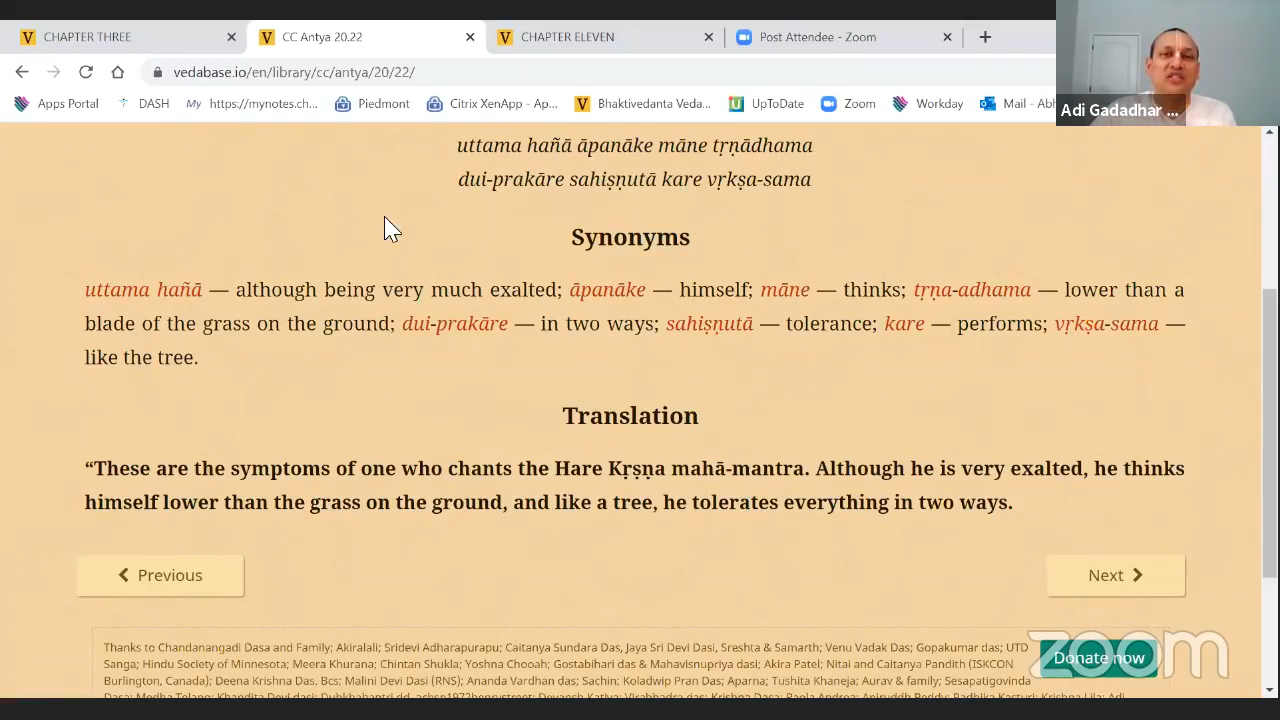 CHAPTER THREE
CC Antya 20.22
CHAPTER ELEVEN
Post Attendee - Zoom
vedabase.io/en/library/cc/antya/20/22/
Apps Portal
DASH
My https://mynotes.ch...
Piedmont
Citrix XenApp - Ap...
Bhaktivedanta Veda...
UpToDate
Zoom
Workday
Mail - Abh
Adi Gadadhar ...
uttama hañā āpanāke māne tṛṇādhama
dui-prakāre sahiṣṇutā kare vṛkṣa-sama
Synonyms
uttama hañā — although being very much exalted; āpanāke — himself; māne — thinks; tṛṇa-adhama — lower than a
blade of the grass on the ground; dui-prakāre — in two ways; sahiṣṇutā — tolerance; kare — performs; vṛkṣa-sama —
like the tree.
Translation
“These are the symptoms of one who chants the Hare Kṛṣṇa mahā-mantra. Although he is very exalted, he thinks
himself lower than the grass on the ground, and like a tree, he tolerates everything in two ways.
Previous
Next
Thanks to Chandanangadi Dasa and Family; Akiralali; Sridevi Adharapurapu; Caitanya Sundara Das, Jaya Sri Devi Dasi, Sreshta & Samarth; Venu Vadak Das; Gopakumar das; UTD
Sanga; Hindu Society of Minnesota; Meera Khurana; Chintan Shukla; Yoshna Chooah; Gostabihari das & Mahavisnupriya dasi; Akira Patel; Nitai and Caitanya Pandith (ISKCON
Burlington, Canada); Deena Krishna Das. Bcs; Malini Devi Dasi (RNS); Ananda Vardhan das; Sachin; Koladwip Pran Das; Aparna; Tushita Khaneja; Aurav & family; Sesapatigovinda
Donate now
zoom